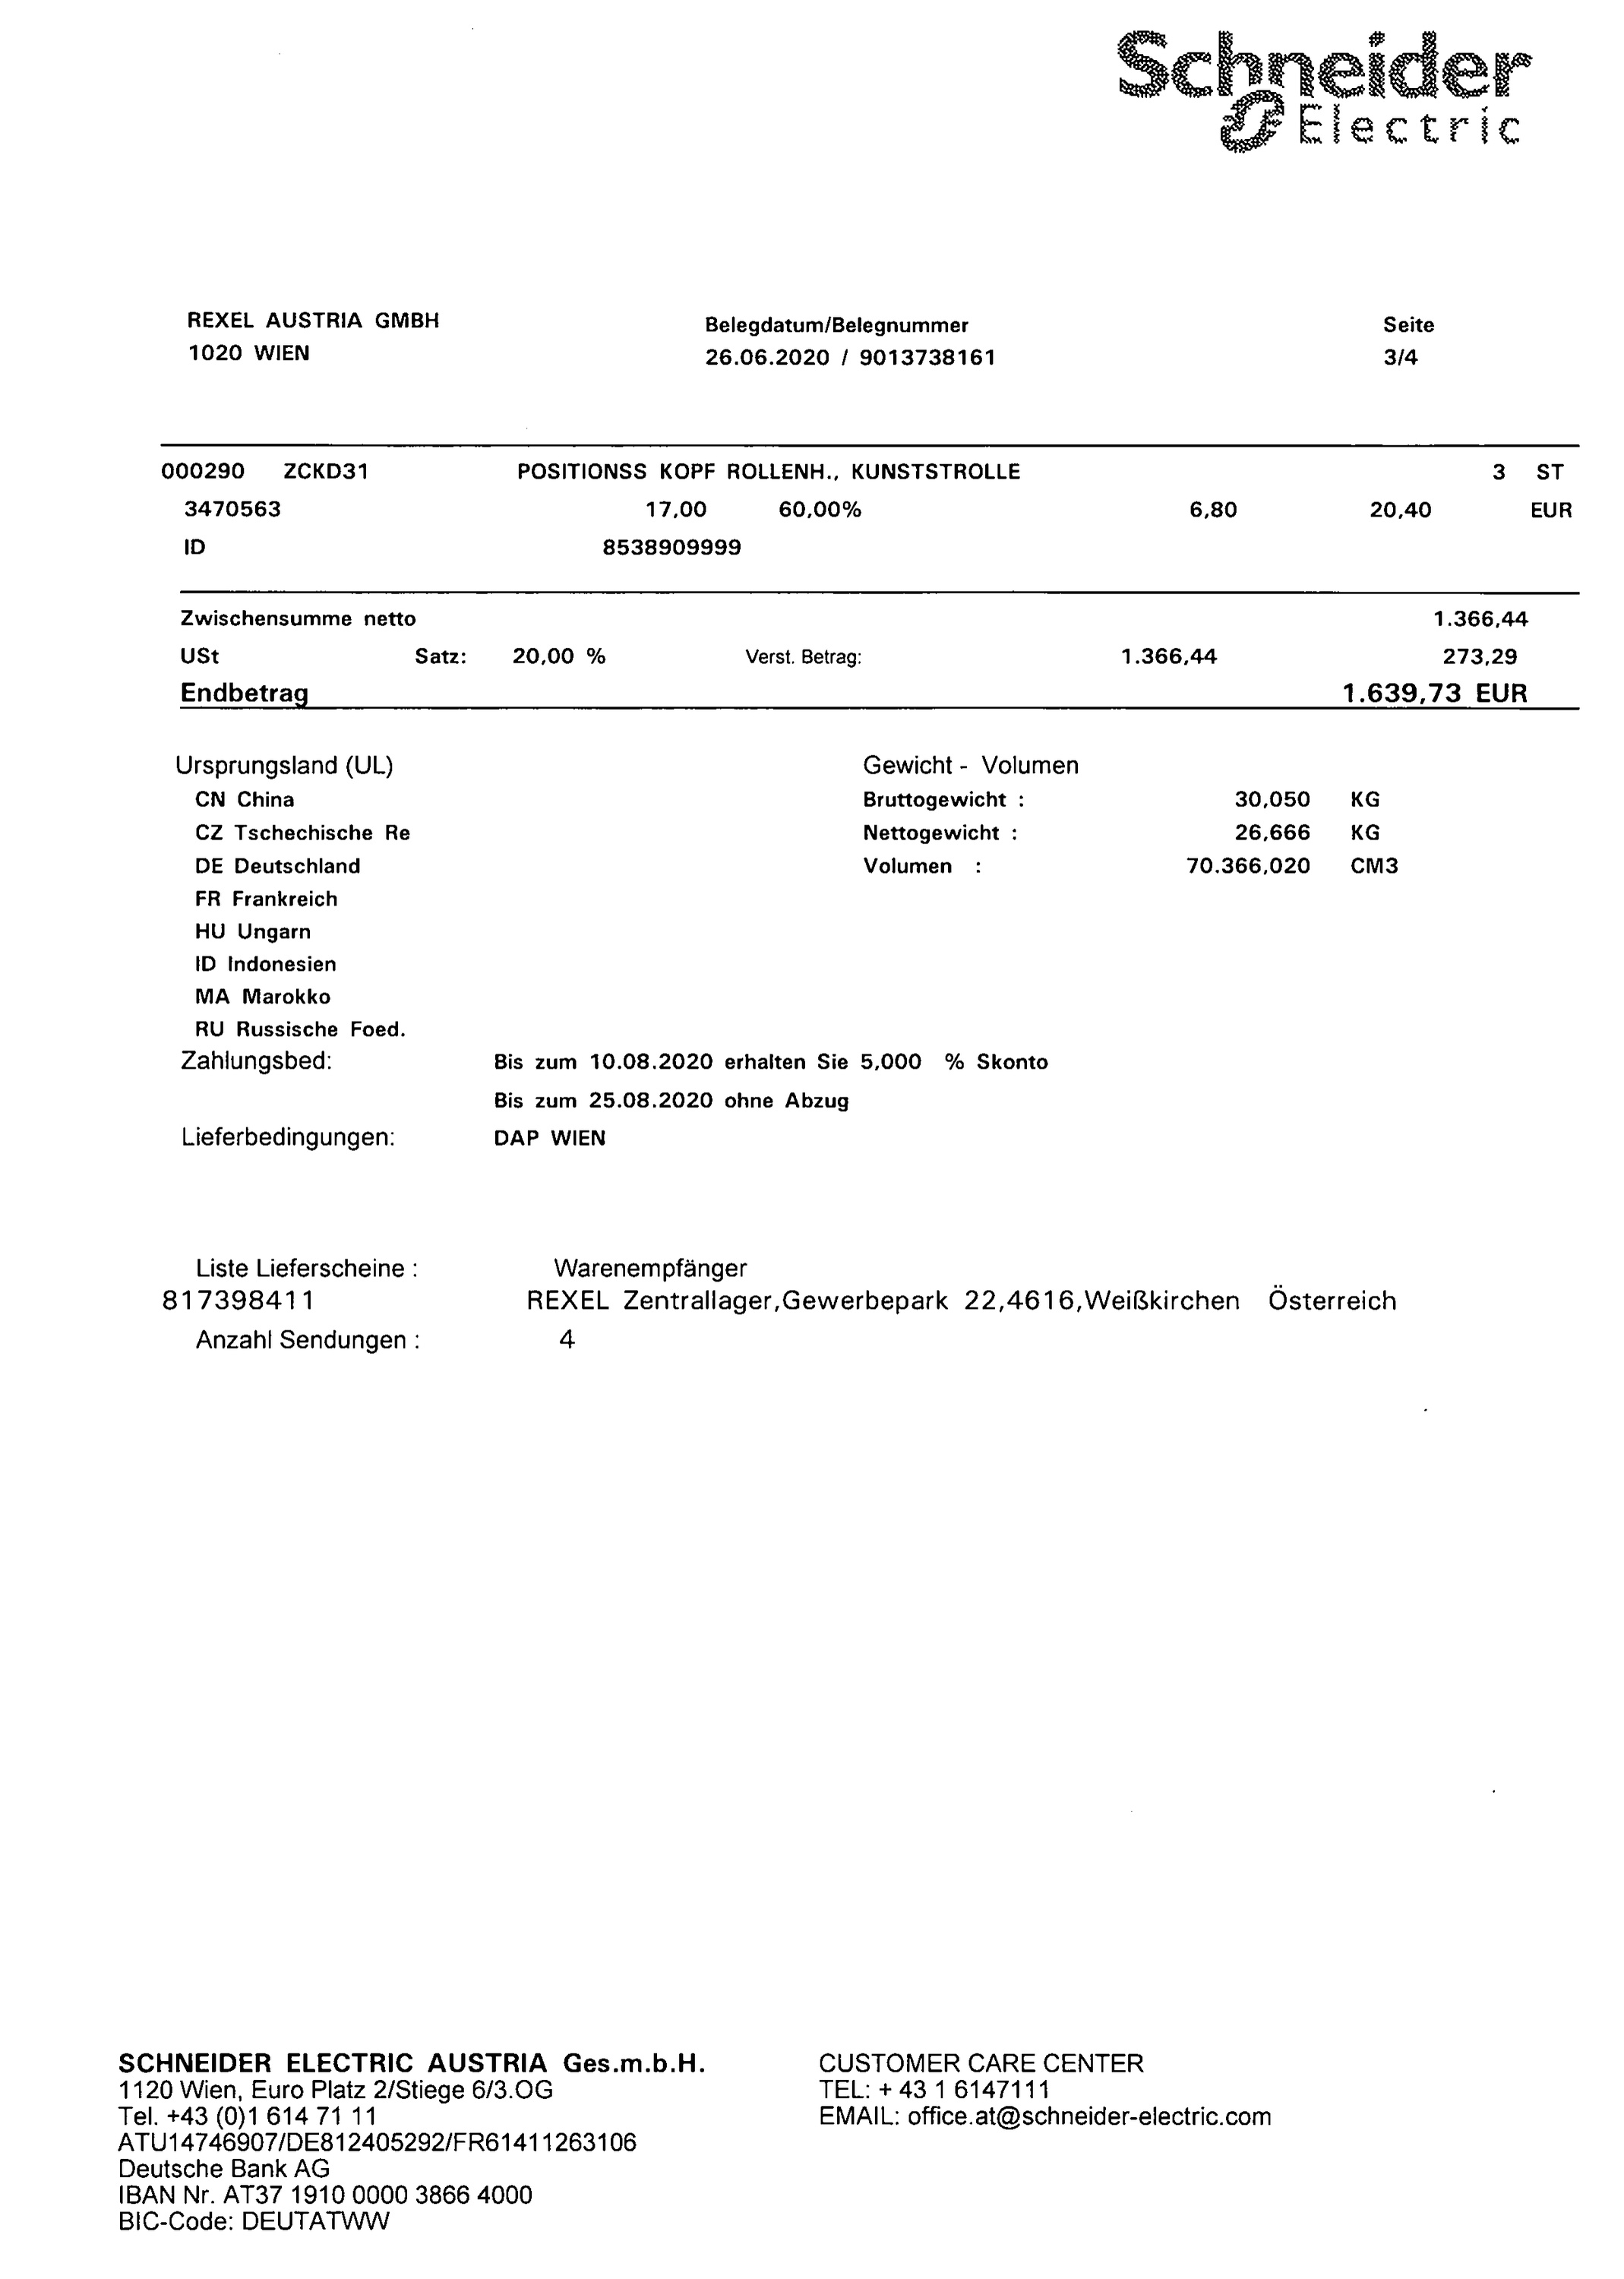 Schneider
Electric
REXEL AUSTRIA GMBH
1020 WIEN
Belegdatum/Belegnummer
26.06.2020 / 9013738161
Seite
3/4
000290 ZCKD31 POSITIONSS KOPF ROLLENH., KUNSTSTROLLE 3 ST
3470563 17,00 60,00% 6,80 20,40 EUR
ID 8538909999
Zwischensumme netto 1.366,44
USt Satz: 20,00 % Verst. Betrag: 1.366,44 273,29
Endbetrag 1.639,73 EUR
Ursprungsland (UL)
CN China
CZ Tschechische Re
DE Deutschland
FR Frankreich
HU Ungarn
ID Indonesien
MA Marokko
RU Russische Foed.
Gewicht - Volumen
Bruttogewicht : 30,050 KG
Nettogewicht : 26,666 KG
Volumen : 70.366,020 CM3
Zahlungsbed: Bis zum 10.08.2020 erhalten Sie 5,000 % Skonto
Bis zum 25.08.2020 ohne Abzug
Lieferbedingungen: DAP WIEN
Liste Lieferscheine : Warenempfänger
817398411 REXEL Zentrallager,Gewerbepark 22,4616,Weißkirchen Österreich
Anzahl Sendungen : 4
SCHNEIDER ELECTRIC AUSTRIA Ges.m.b.H.
1120 Wien, Euro Platz 2/Stiege 6/3.OG
Tel. +43 (0)1 614 71 11
ATU14746907/DE812405292/FR61411263106
Deutsche Bank AG
IBAN Nr. AT37 1910 0000 3866 4000
BIC-Code: DEUTATWW
CUSTOMER CARE CENTER
TEL: + 43 1 6147111
EMAIL: office.at@schneider-electric.com